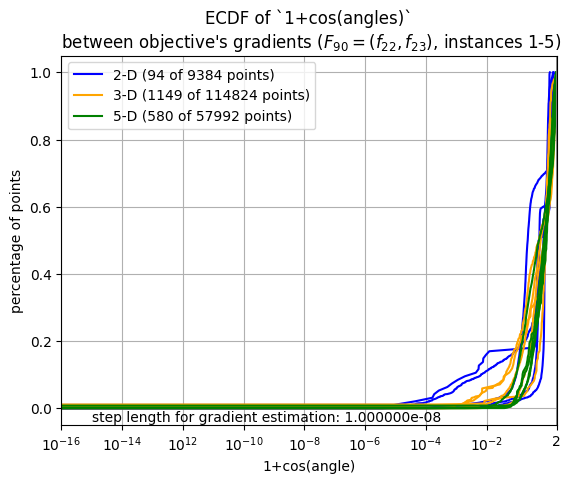 ECDF of `1+cos(angles)`
between objective's gradients (F₉₀ = (f₂₂, f₂₃), instances 1-5)
2-D (94 of 9384 points)
3-D (1149 of 114824 points)
5-D (580 of 57992 points)
percentage of points
1.0
0.8
0.6
0.4
0.2
0.0
step length for gradient estimation: 1.000000e-08
10⁻¹⁶ 10⁻¹⁴ 10⁻¹² 10⁻¹⁰ 10⁻⁸ 10⁻⁶ 10⁻⁴ 10⁻² 2
1+cos(angle)